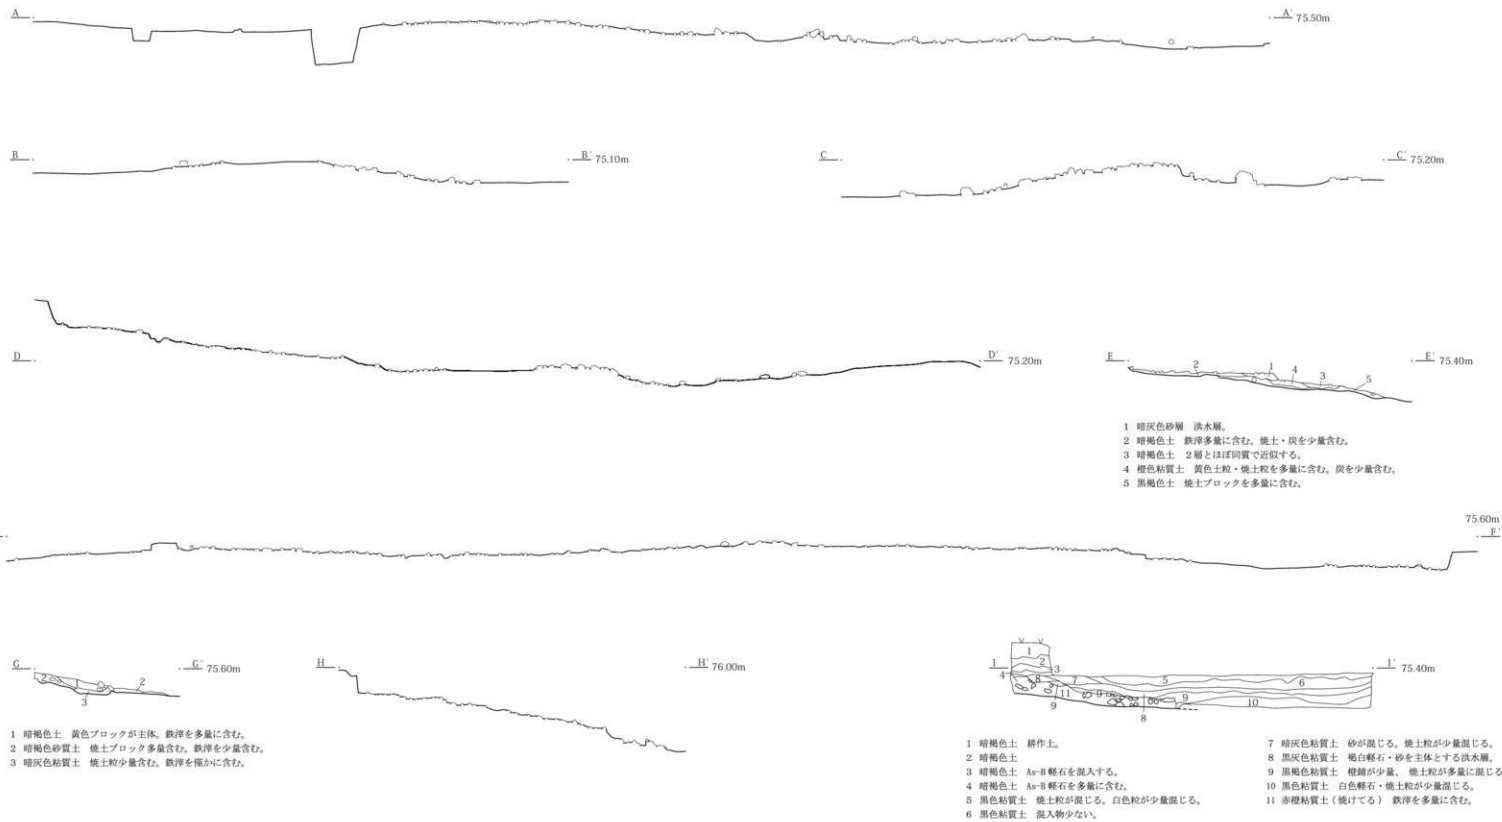 A A´ 75.50m
B B´ 75.10m C C´ 75.20m
D D´ 75.20m E E´ 75.40m
2 1 4 3 5
1 暗灰色砂層 洪水層。
2 暗褐色土 鉄滓多量に含む。焼土・炭を少量含む。
3 暗褐色土 2層とほぼ同質で近似する。
4 橙色粘質土 黄色土粒・焼土粒を多量に含む。炭を少量含む。
5 黒褐色土 焼土ブロックを多量に含む。
75.60m
F´
G G´ 75.60m H H´ 76.00m I I´ 75.40m
2 2 3
1 2 3 4 8 7 5 6 11 9 9 10 9 8
1 暗褐色土 黄色ブロックが主体。鉄滓を多量に含む。
2 暗褐色砂質土 焼土ブロック多量含む。鉄滓を少量含む。
3 暗灰色粘質土 焼土粒少量含む。鉄滓を僅かに含む。
1 暗褐色土 耕作土。
2 暗褐色土
3 暗褐色土 As-B 軽石を混入する。
4 暗褐色土 As-B 軽石を多量に含む。
5 黒色粘質土 焼土粒が混じる。白色粒が少量混じる。
6 黒色粘質土 混入物少ない。
7 暗灰色粘質土 砂が混じる。焼土粒が少量混じる。
8 黒灰色粘質土 褐白軽石・砂を主体とする洪水層。
9 黒褐色粘質土 橙錆が少量、焼土粒が多量に混じる
10 黒色粘質土 白色軽石・焼土粒が少量混じる。
11 赤橙粘質土(焼けてる) 鉄滓を多量に含む。